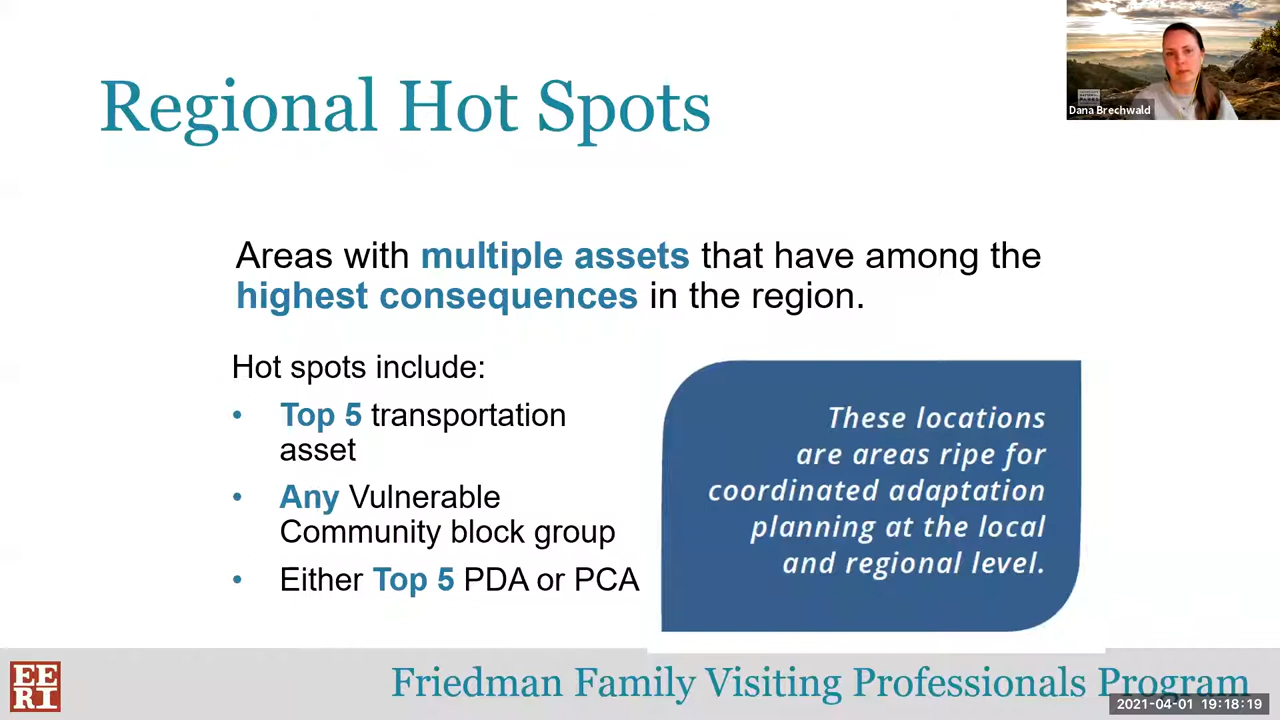 Regional Hot Spots
Dana Brechwald
Areas with multiple assets that have among the
highest consequences in the region.
Hot spots include:
• Top 5 transportation
asset
• Any Vulnerable
Community block group
• Either Top 5 PDA or PCA
These locations
are areas ripe for
coordinated adaptation
planning at the local
and regional level.
EE
RI
Friedman Family Visiting Professionals Program
2021-04-01 19:18:19